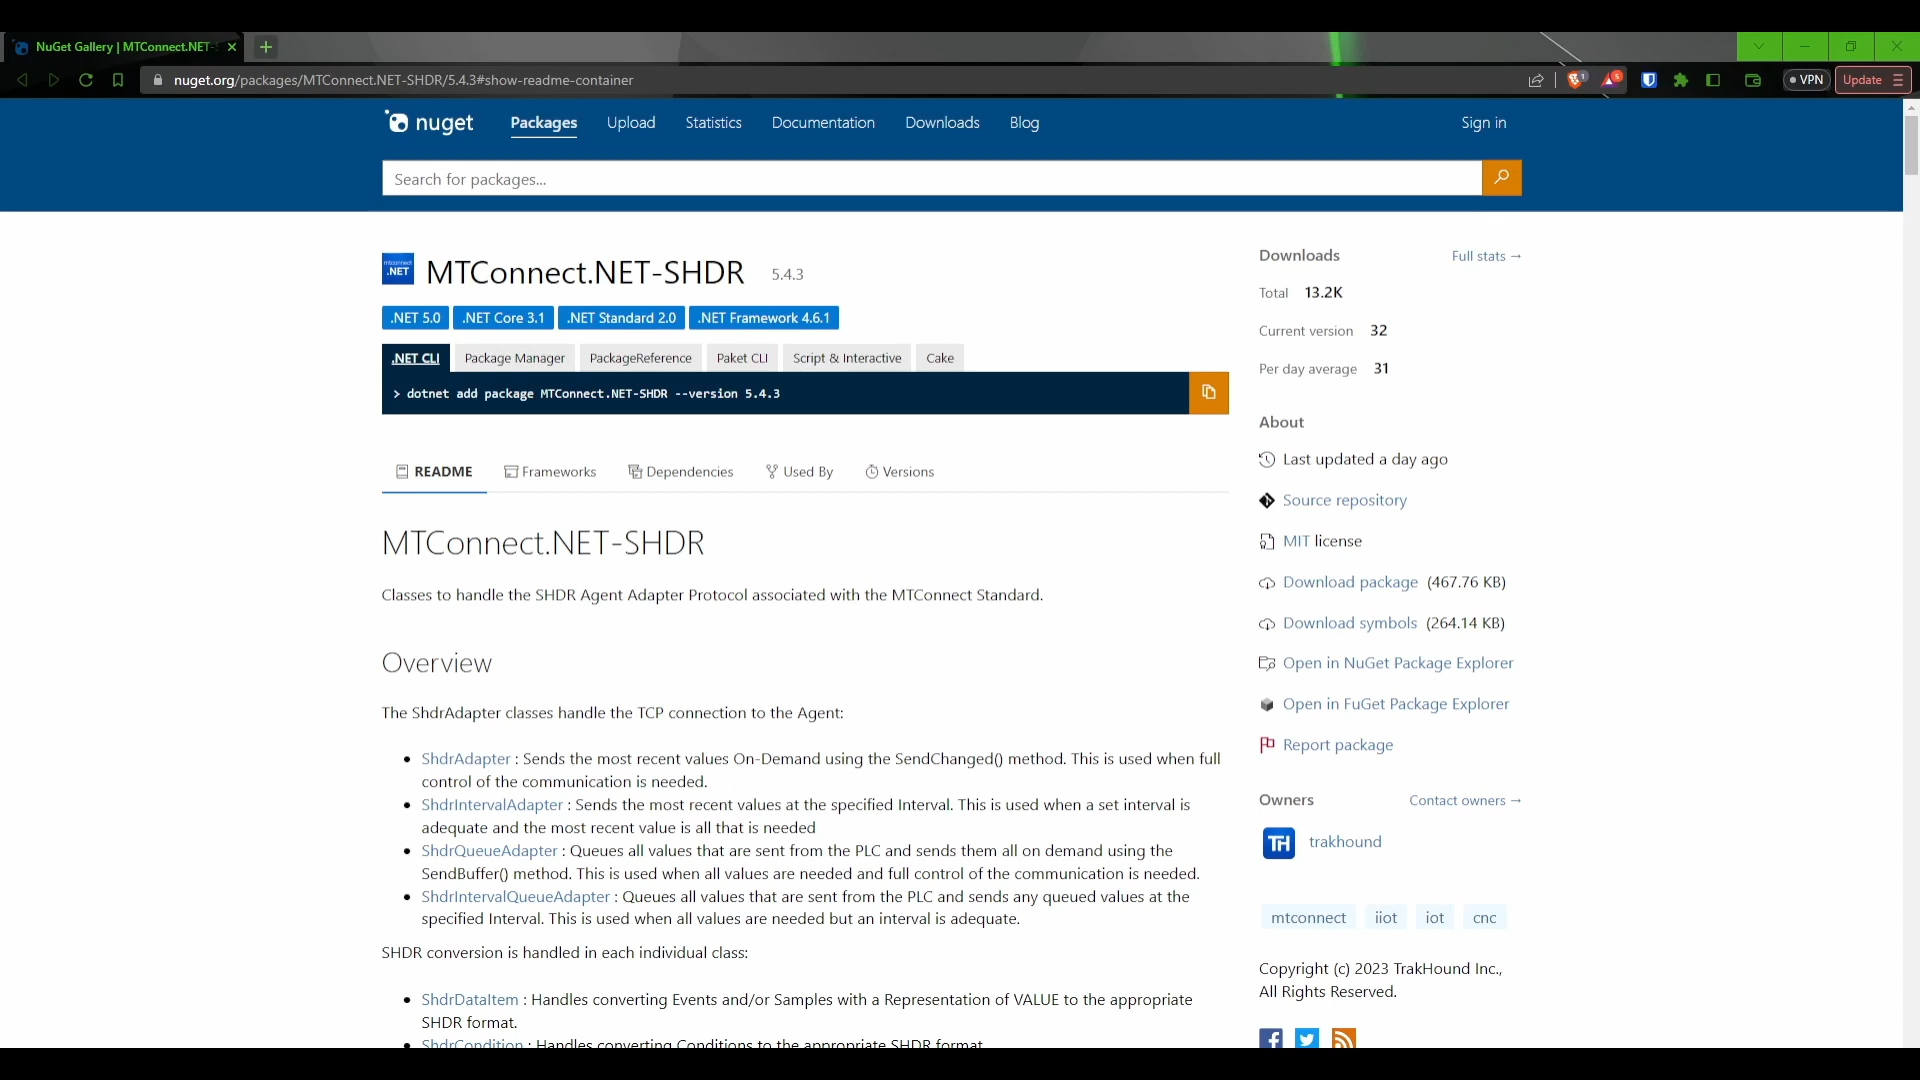 NuGet Gallery | MTConnect.NET-
nuget.org/packages/MTConnect.NET-SHDR/5.4.3#show-readme-container
1
5
VPN
Update
nuget
Packages
Upload
Statistics
Documentation
Downloads
Blog
Sign in
Search for packages...
mtconnect
.NET
MTConnect.NET-SHDR 5.4.3
.NET 5.0
.NET Core 3.1
.NET Standard 2.0
.NET Framework 4.6.1
.NET CLI
Package Manager
PackageReference
Paket CLI
Script & Interactive
Cake
> dotnet add package MTConnect.NET-SHDR --version 5.4.3
README
Frameworks
Dependencies
Used By
Versions
MTConnect.NET-SHDR
Classes to handle the SHDR Agent Adapter Protocol associated with the MTConnect Standard.
Overview
The ShdrAdapter classes handle the TCP connection to the Agent:
• ShdrAdapter : Sends the most recent values On-Demand using the SendChanged() method. This is used when full
control of the communication is needed.
• ShdrIntervalAdapter : Sends the most recent values at the specified Interval. This is used when a set interval is
adequate and the most recent value is all that is needed
• ShdrQueueAdapter : Queues all values that are sent from the PLC and sends them all on demand using the
SendBuffer() method. This is used when all values are needed and full control of the communication is needed.
• ShdrIntervalQueueAdapter : Queues all values that are sent from the PLC and sends any queued values at the
specified Interval. This is used when all values are needed but an interval is adequate.
SHDR conversion is handled in each individual class:
• ShdrDataItem : Handles converting Events and/or Samples with a Representation of VALUE to the appropriate
SHDR format.
• ShdrCondition : Handles converting Conditions to the appropriate SHDR format
Downloads
Full stats →
Total 13.2K
Current version 32
Per day average 31
About
Last updated a day ago
Source repository
MIT license
Download package (467.76 KB)
Download symbols (264.14 KB)
Open in NuGet Package Explorer
Open in FuGet Package Explorer
Report package
Owners
Contact owners →
TH
trakhound
mtconnect
iiot
iot
cnc
Copyright (c) 2023 TrakHound Inc.,
All Rights Reserved.